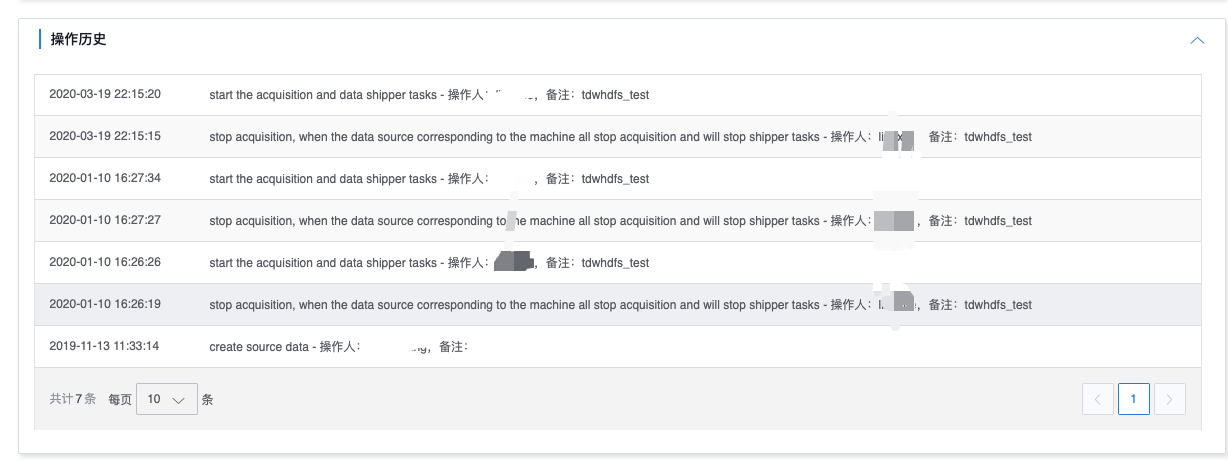 操作历史
2020-03-19 22:15:20 start the acquisition and data shipper tasks - 操作人 ，备注：tdwhdfs_test
2020-03-19 22:15:15 stop acquisition, when the data source corresponding to the machine all stop acquisition and will stop shipper tasks - 操作人： 备注：tdwhdfs_test
2020-01-10 16:27:34 start the acquisition and data shipper tasks - 操作人： ，备注：tdwhdfs_test
2020-01-10 16:27:27 stop acquisition, when the data source corresponding to the machine all stop acquisition and will stop shipper tasks - 操作人： ，备注：tdwhdfs_test
2020-01-10 16:26:26 start the acquisition and data shipper tasks - 操作人： ，备注：tdwhdfs_test
2020-01-10 16:26:19 stop acquisition, when the data source corresponding to the machine all stop acquisition and will stop shipper tasks - 操作人： ，备注：tdwhdfs_test
2019-11-13 11:33:14 create source data - 操作人： ，备注：
共计7条 每页 10 条 1